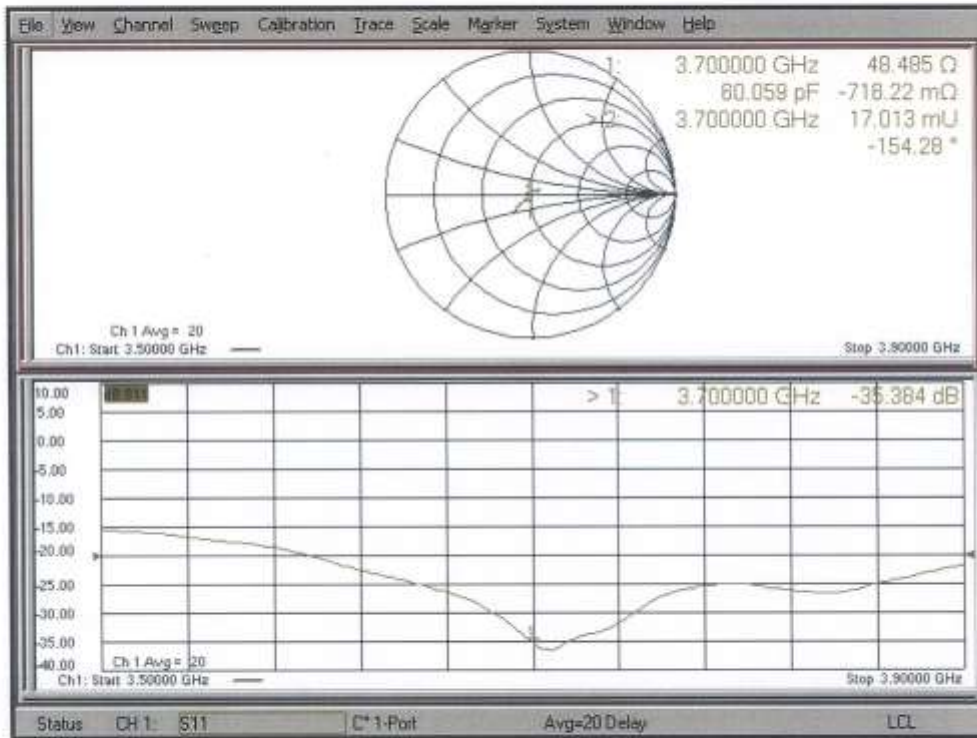 File View Channel Sweep Calibration Trace Scale Marker System Window Help
1: 3.700000 GHz 48.485 Ω
60.059 pF -718.22 mΩ
> 2: 3.700000 GHz 17.013 mU
-154.28 °
Ch 1 Avg = 20
Ch1: Start 3.50000 GHz Stop 3.90000 GHz
10.00 > 1: 3.700000 GHz -35.384 dB
5.00
0.00
-5.00
-10.00
-15.00
-20.00
-25.00
-30.00
-35.00
-40.00
Ch 1 Avg = 20
Ch1: Start 3.50000 GHz Stop 3.90000 GHz
Status CH 1: S11 C* 1-Port Avg=20 Delay LCL